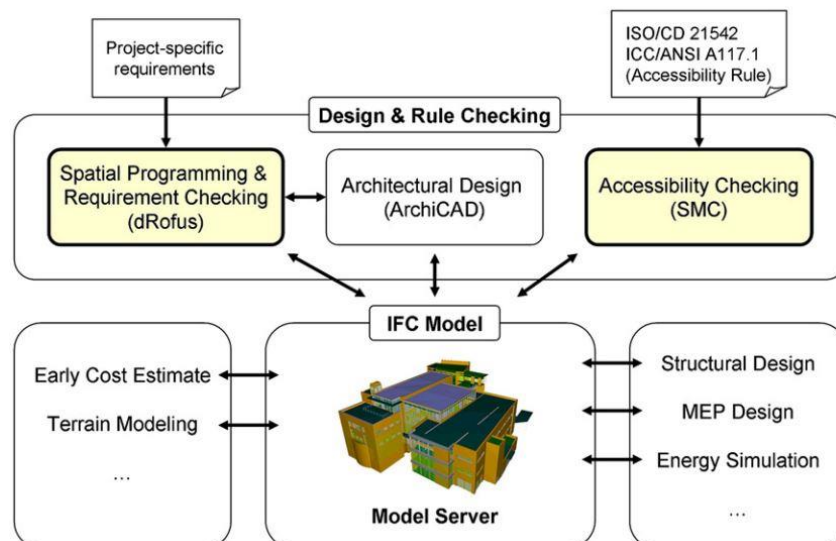 Project-specific
requirements
ISO/CD 21542
ICC/ANSI A117.1
(Accessibility Rule)
Design & Rule Checking
Spatial Programming &
Requirement Checking
(dRofus)
Architectural Design
(ArchiCAD)
Accessibility Checking
(SMC)
IFC Model
Early Cost Estimate
Terrain Modeling
...
Model Server
Structural Design
MEP Design
Energy Simulation
...